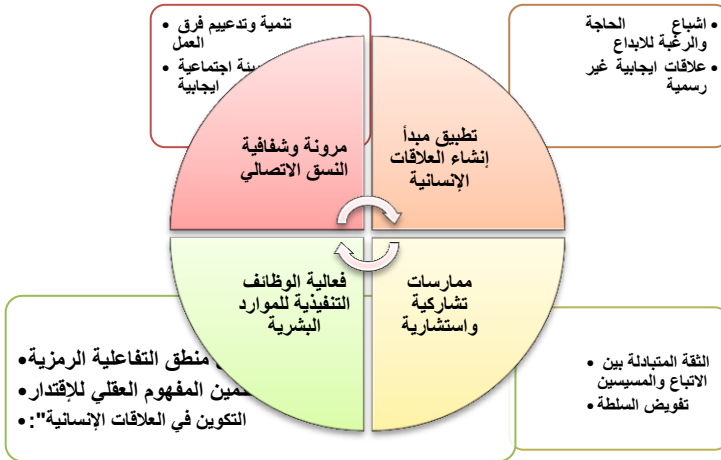 • اشباع الحاجة
والرغبة للابداع
• علاقات ايجابية غير
رسمية
تطبيق مبدأ
إنشاء العلاقات
الإنسانية
• تنمية وتدعييم فرق
العمل
• اجتماعية
ايجابية
مرونة وشفافية
النسق الاتصالي
ممارسات
تشاركية
واستشارية
• الثقة المتبادلة بين
الاتباع والمسيسين
• تفويض السلطة
فعالية الوظائف
التنفيذية للموارد
البشرية
• منطق التفاعلية الرمزية
• المفهوم العقلي للإقتدار
• التكوين في العلاقات الإنسانية":